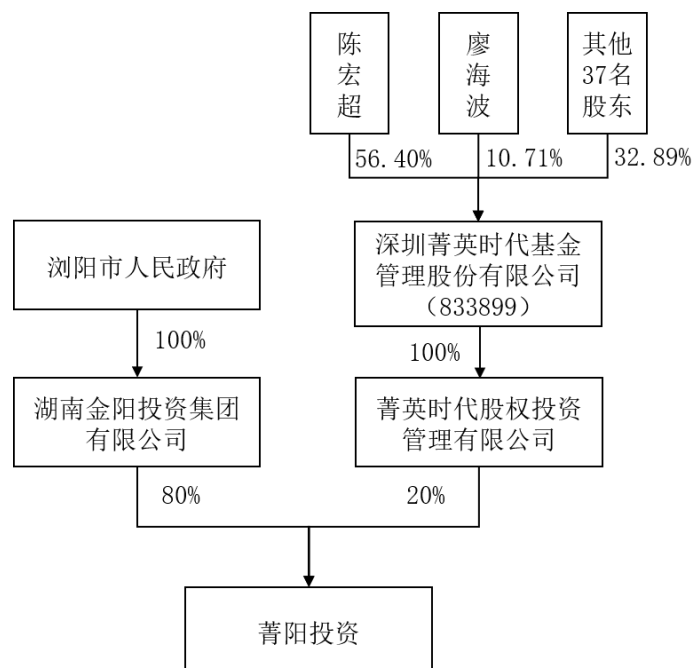 陈
宏
超
廖
海
波
其他
37名
股东
56.40%
10.71%
32.89%
浏阳市人民政府
深圳菁英时代基金
管理股份有限公司
（833899）
100%
100%
湖南金阳投资集团
有限公司
菁英时代股权投资
管理有限公司
80%
20%
菁阳投资